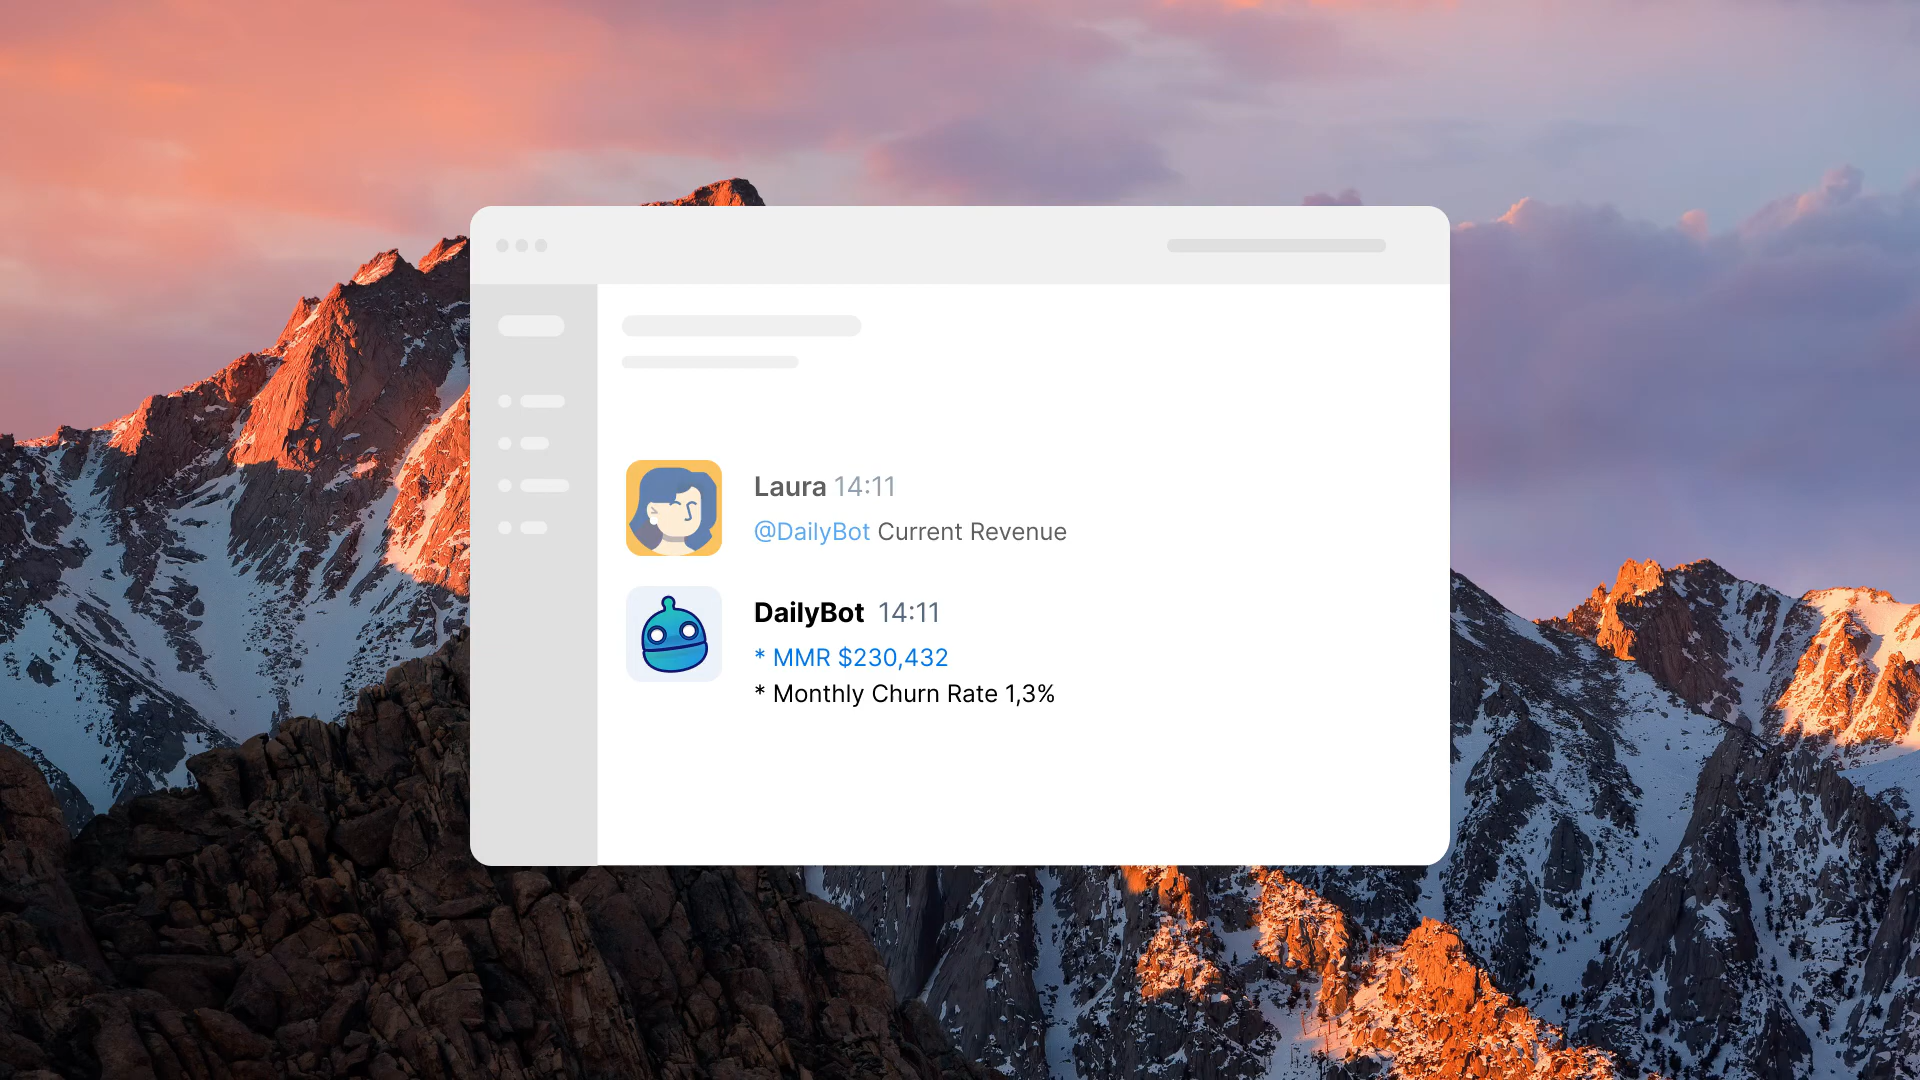 Laura 14:11
@DailyBot Current Revenue
DailyBot 14:11
* MMR $230,432
* Monthly Churn Rate 1,3%